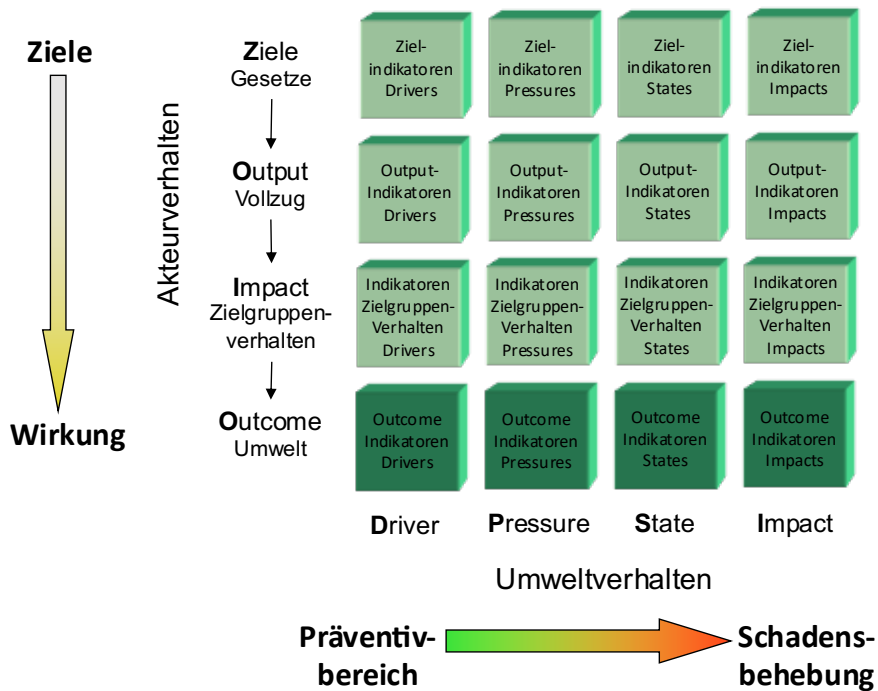 Ziele
Wirkung
Akteurverhalten
Ziele
Gesetze
Output
Vollzug
Impact
Zielgruppen-
verhalten
Outcome
Umwelt
Ziel-
indikatoren
Drivers
Ziel-
indikatoren
Pressures
Ziel-
indikatoren
States
Ziel-
indikatoren
Impacts
Output-
Indikatoren
Drivers
Output-
Indikatoren
Pressures
Output-
Indikatoren
States
Output-
Indikatoren
Impacts
Indikatoren
Zielgruppen-
Verhalten
Drivers
Indikatoren
Zielgruppen-
Verhalten
Pressures
Indikatoren
Zielgruppen-
Verhalten
States
Indikatoren
Zielgruppen-
Verhalten
Impacts
Outcome
Indikatoren
Drivers
Outcome
Indikatoren
Pressures
Outcome
Indikatoren
States
Outcome
Indikatoren
Impacts
Driver
Pressure
State
Impact
Umweltverhalten
Präventiv-
bereich
Schadens-
behebung